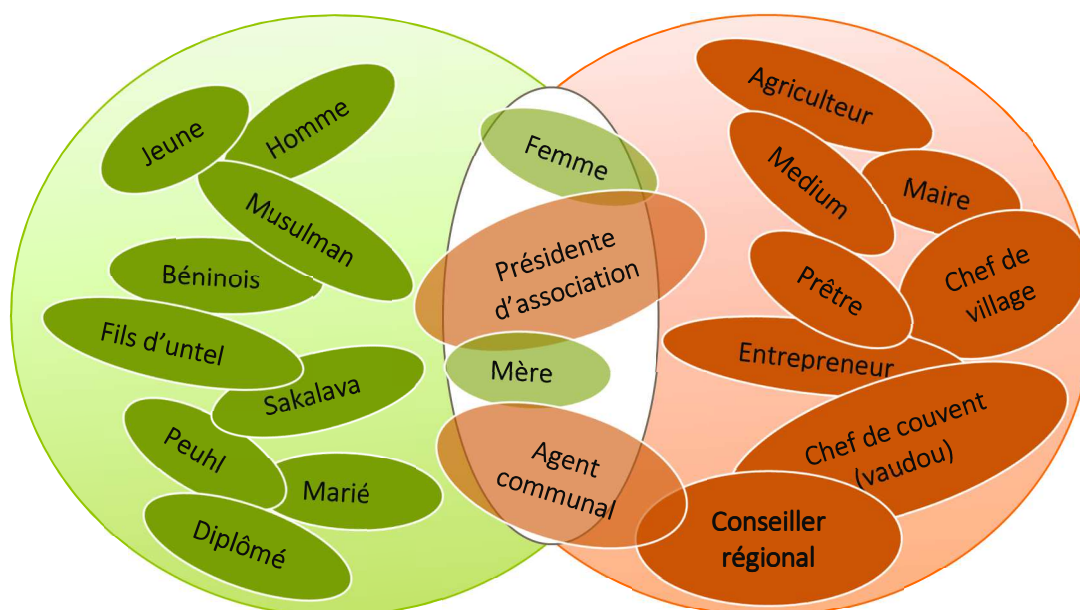 Jeune
Homme
Musulman
Béninois
Fils d'untel
Sakalava
Peuhl
Marié
Diplômé
Femme
Présidente
d'association
Mère
Agent
communal
Agriculteur
Medium
Maire
Prêtre
Chef de
village
Entrepreneur
Chef de couvent
(vaudou)
Conseiller
régional